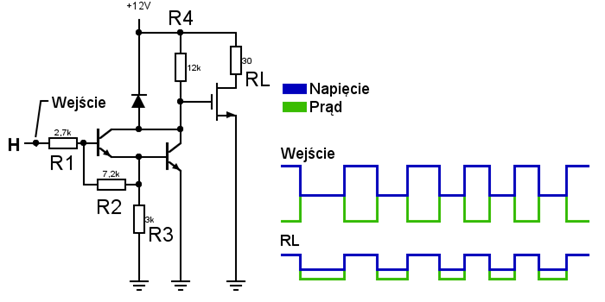 +12V
R4
12k
30
RL
Wejście
H
2,7k
R1
7,2k
R2
3k
R3
Napięcie
Prąd
Wejście
RL